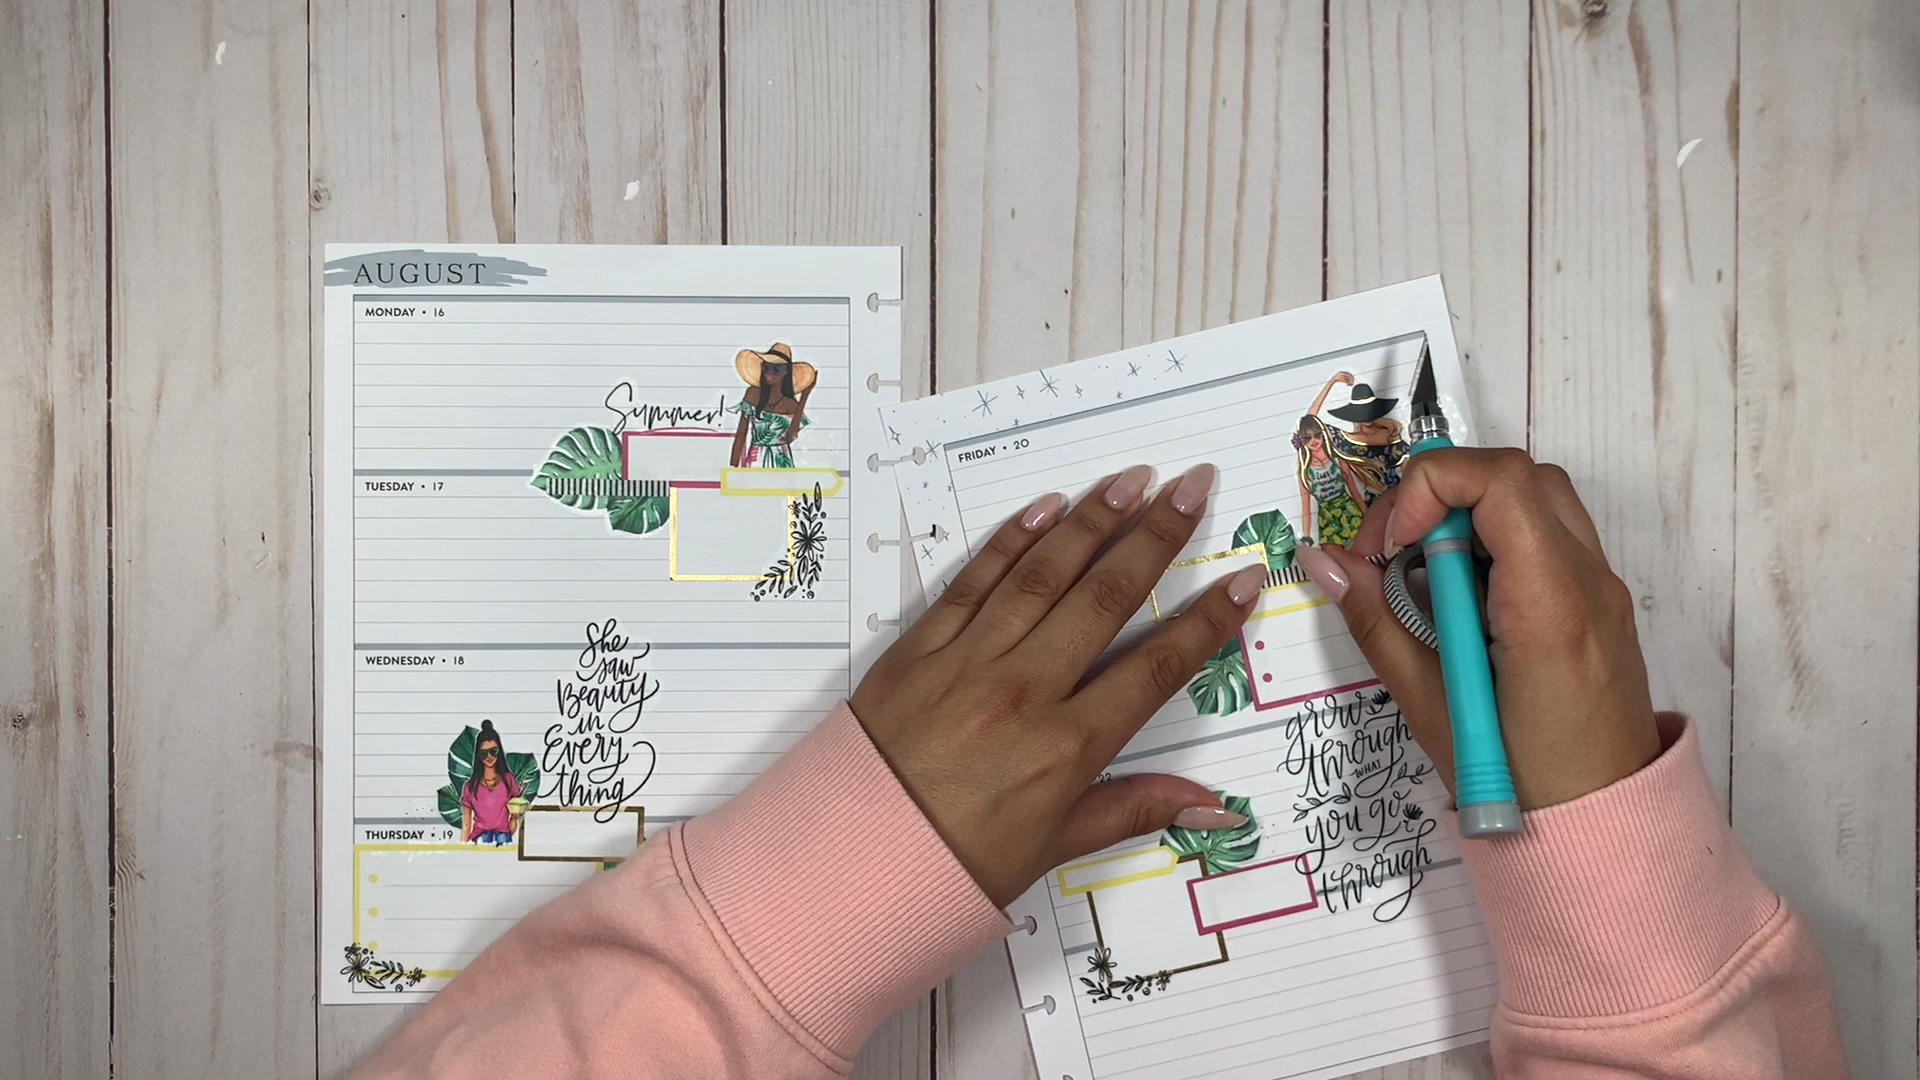 AUGUST
MONDAY • 16
Summer!
TUESDAY • 17
WEDNESDAY • 18
She
saw
Beauty
in
Every
thing
THURSDAY • 19
FRIDAY • 20
grow
through
WHAT
you go
through
22